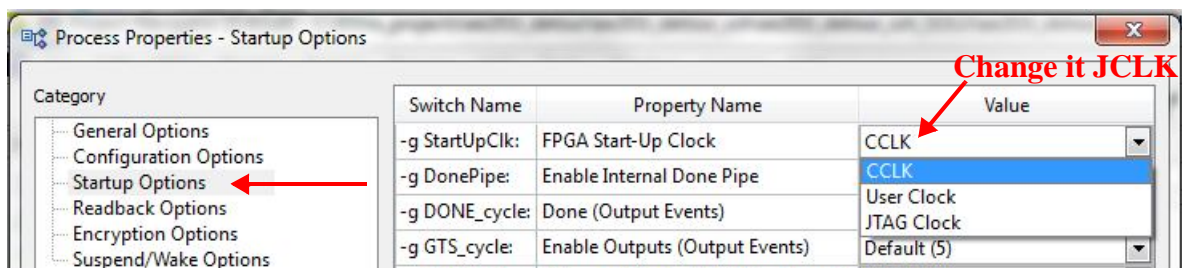 Process Properties - Startup Options
Change it JCLK
Category
General Options
Configuration Options
Startup Options
Readback Options
Encryption Options
Suspend/Wake Options
Switch Name Property Name Value
-g StartUpClk: FPGA Start-Up Clock CCLK
-g DonePipe: Enable Internal Done Pipe CCLK
User Clock
-g DONE_cycle: Done (Output Events) JTAG Clock
-g GTS_cycle: Enable Outputs (Output Events) Default (5)